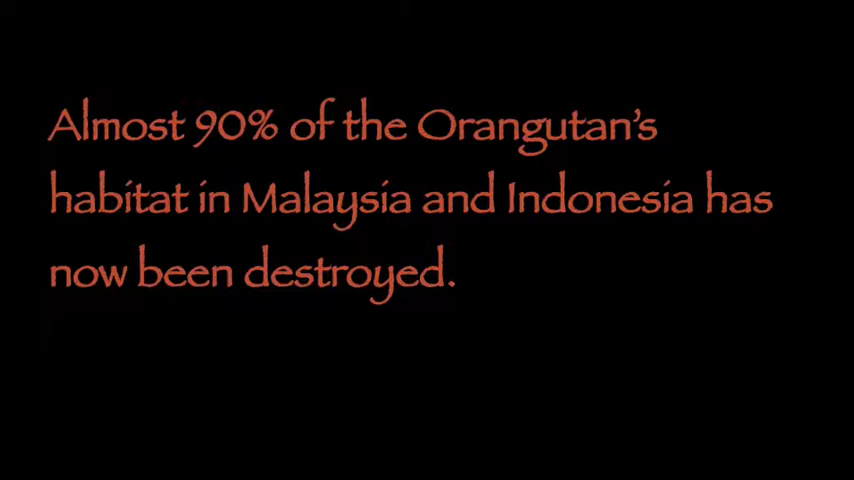 Almost 90% of the Orangutan's
habitat in Malaysia and Indonesia has
now been destroyed.